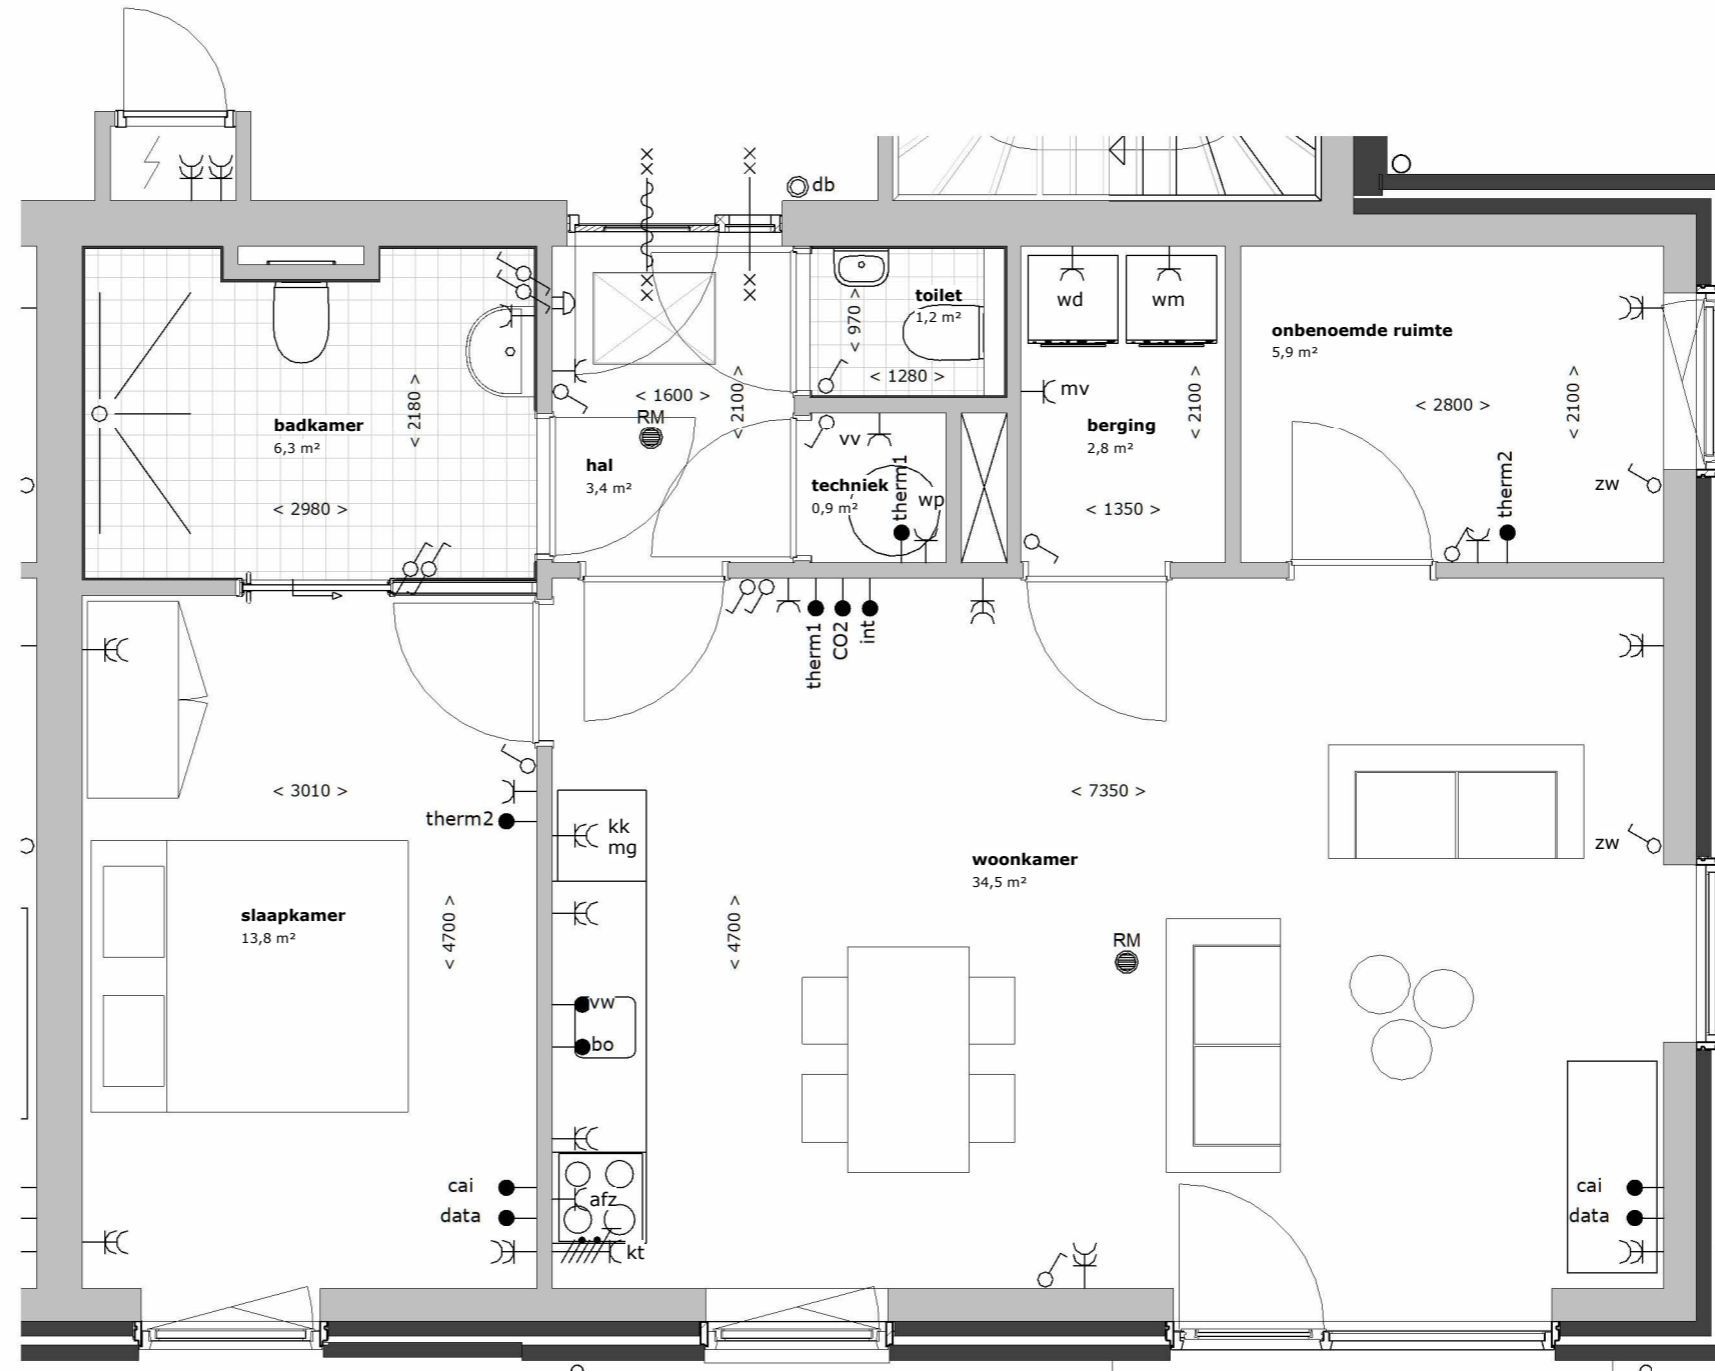 db
toilet
1,2 m²
< 970 >
< 1280 >
wd
wm
onbenoemde ruimte
5,9 m²
mv
< 1600 >
< 2100 >
< 2100 >
< 2800 >
< 2100 >
RM
badkamer
6,3 m²
< 2180 >
vv
berging
2,8 m²
hal
3,4 m²
techniek
0,9 m²
therm1
wp
therm2
zw
< 2980 >
< 1350 >
therm1
CO2
int
< 3010 >
< 7350 >
therm2
kk
mg
zw
woonkamer
34,5 m²
slaapkamer
13,8 m²
< 4700 >
< 4700 >
RM
vw
bo
cai
data
afz
kt
cai
data